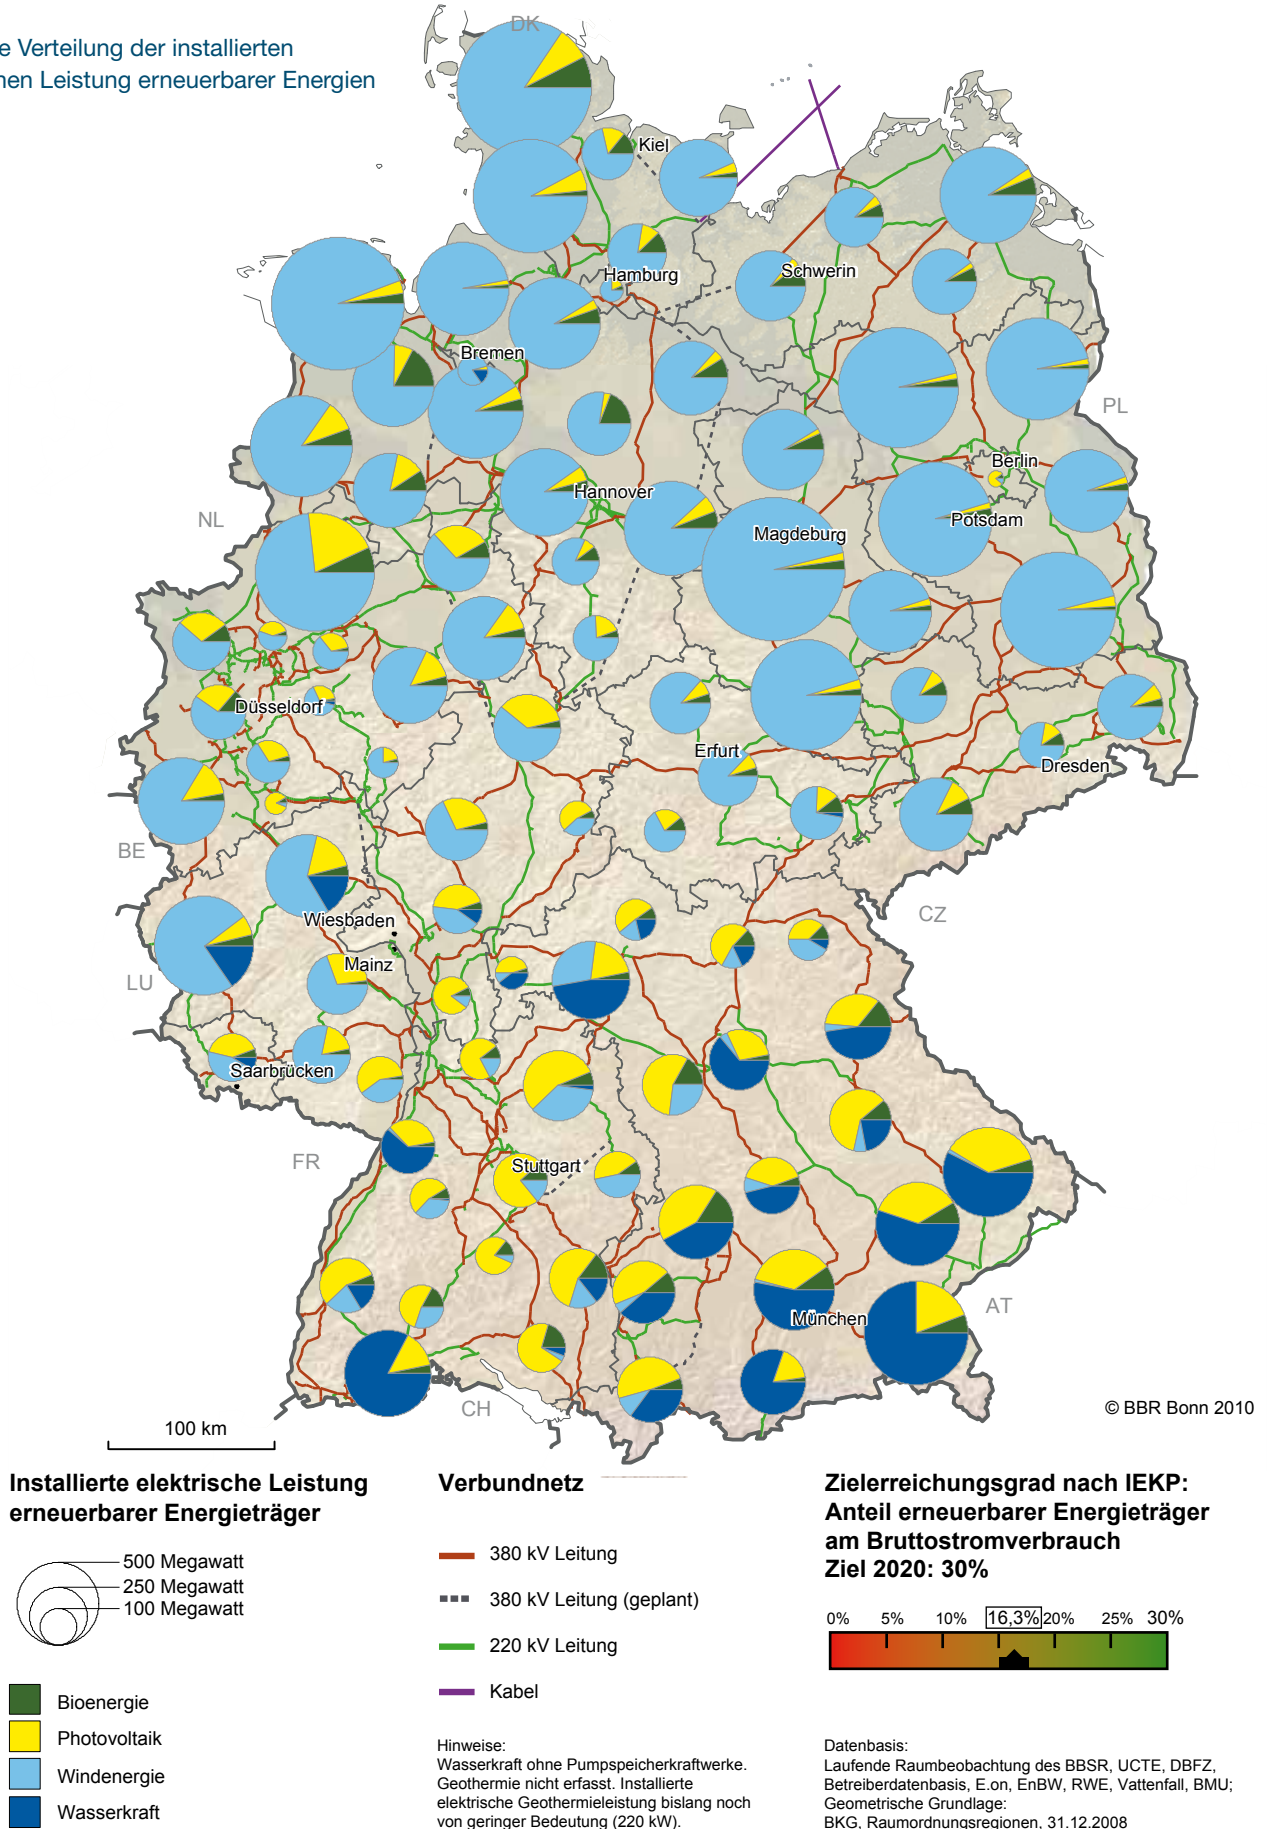 e Verteilung der installierten
nen Leistung erneuerbarer Energien
DK
Kiel
Hamburg
Schwerin
Bremen
PL
Berlin
Hannover
NL
Potsdam
Magdeburg
Düsseldorf
Erfurt
Dresden
BE
Wiesbaden
CZ
Mainz
LU
Saarbrücken
FR
Stuttgart
München
AT
CH
© BBR Bonn 2010
100 km
Installierte elektrische Leistung
erneuerbarer Energieträger
500 Megawatt
250 Megawatt
100 Megawatt
Bioenergie
Photovoltaik
Windenergie
Wasserkraft
Verbundnetz
380 kV Leitung
380 kV Leitung (geplant)
220 kV Leitung
Kabel
Hinweise:
Wasserkraft ohne Pumpspeicherkraftwerke.
Geothermie nicht erfasst. Installierte
elektrische Geothermieleistung bislang noch
von geringer Bedeutung (220 kW).
Zielerreichungsgrad nach IEKP:
Anteil erneuerbarer Energieträger
am Bruttostromverbrauch
Ziel 2020: 30%
0% 5% 10% 16,3% 20% 25% 30%
Datenbasis:
Laufende Raumbeobachtung des BBSR, UCTE, DBFZ,
Betreiberdatenbasis, E.on, EnBW, RWE, Vattenfall, BMU;
Geometrische Grundlage:
BKG, Raumordnungsregionen, 31.12.2008